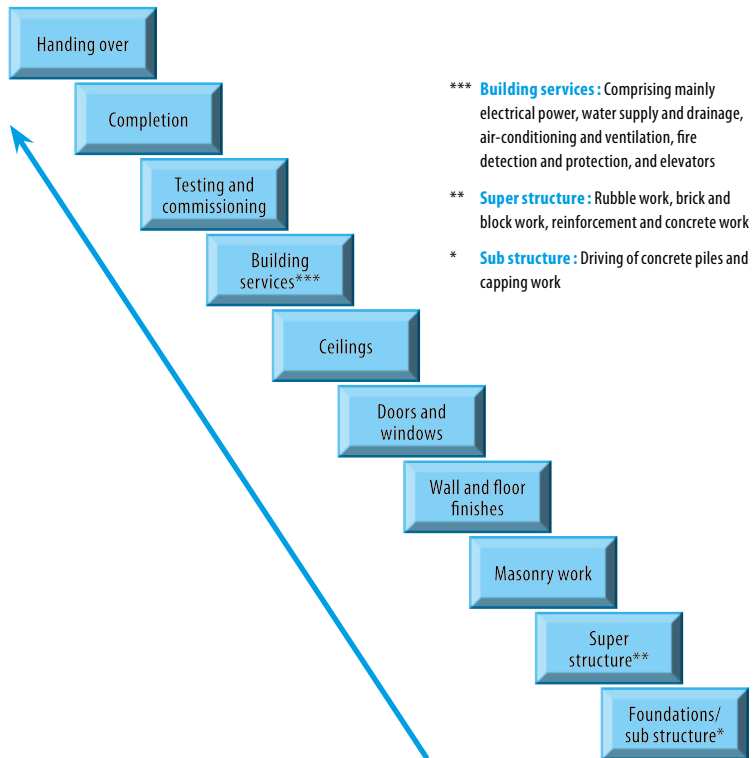 Handing over
Completion
Testing and
commissioning
Building
services***
Ceilings
Doors and
windows
Wall and floor
finishes
Masonry work
Super
structure**
Foundations/
sub structure*
*** Building services : Comprising mainly
electrical power, water supply and drainage,
air-conditioning and ventilation, fire
detection and protection, and elevators
** Super structure : Rubble work, brick and
block work, reinforcement and concrete work
* Sub structure : Driving of concrete piles and
capping work